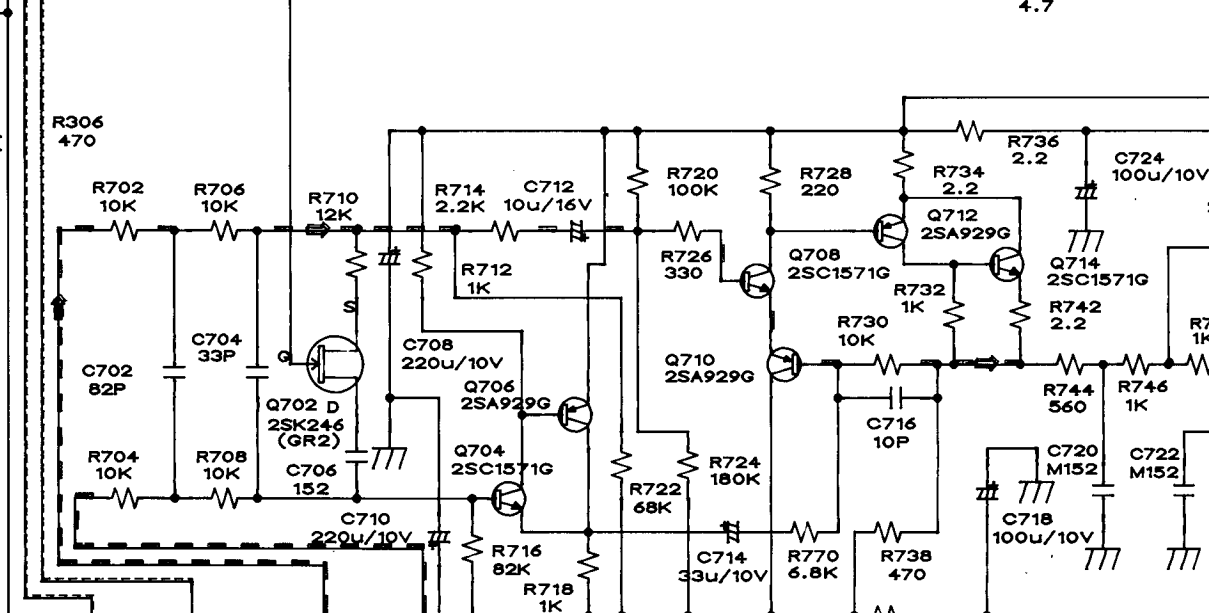 4.7
R306
470
R702
10K
R706
10K
R710
12K
R714
2.2K
C712
10u/16V
R720
100K
R728
220
R736
2.2
R734
2.2
C724
100u/10V
Q712
2SA929G
R712
1K
R726
330
Q708
2SC1571G
Q714
2SC1571G
R732
1K
R742
2.2
S
G
D
C704
33P
C702
82P
C708
220u/10V
Q706
2SA929G
Q710
2SA929G
R730
10K
R744
560
R746
1K
R7
1K
Q702
2SK246
(GR2)
C716
10P
R704
10K
R708
10K
C706
152
Q704
2SC1571G
R724
180K
R722
68K
C720
M152
C722
M152
C710
220u/10V
R716
82K
R718
1K
C714
33u/10V
R770
6.8K
R738
470
C718
100u/10V